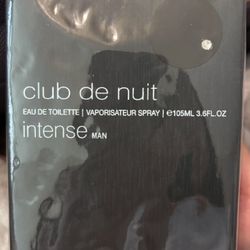 club de nuit
EAU DE TOILETTE | VAPORISATEUR SPRAY | ℮105ML 3.6FL.OZ
intense MAN